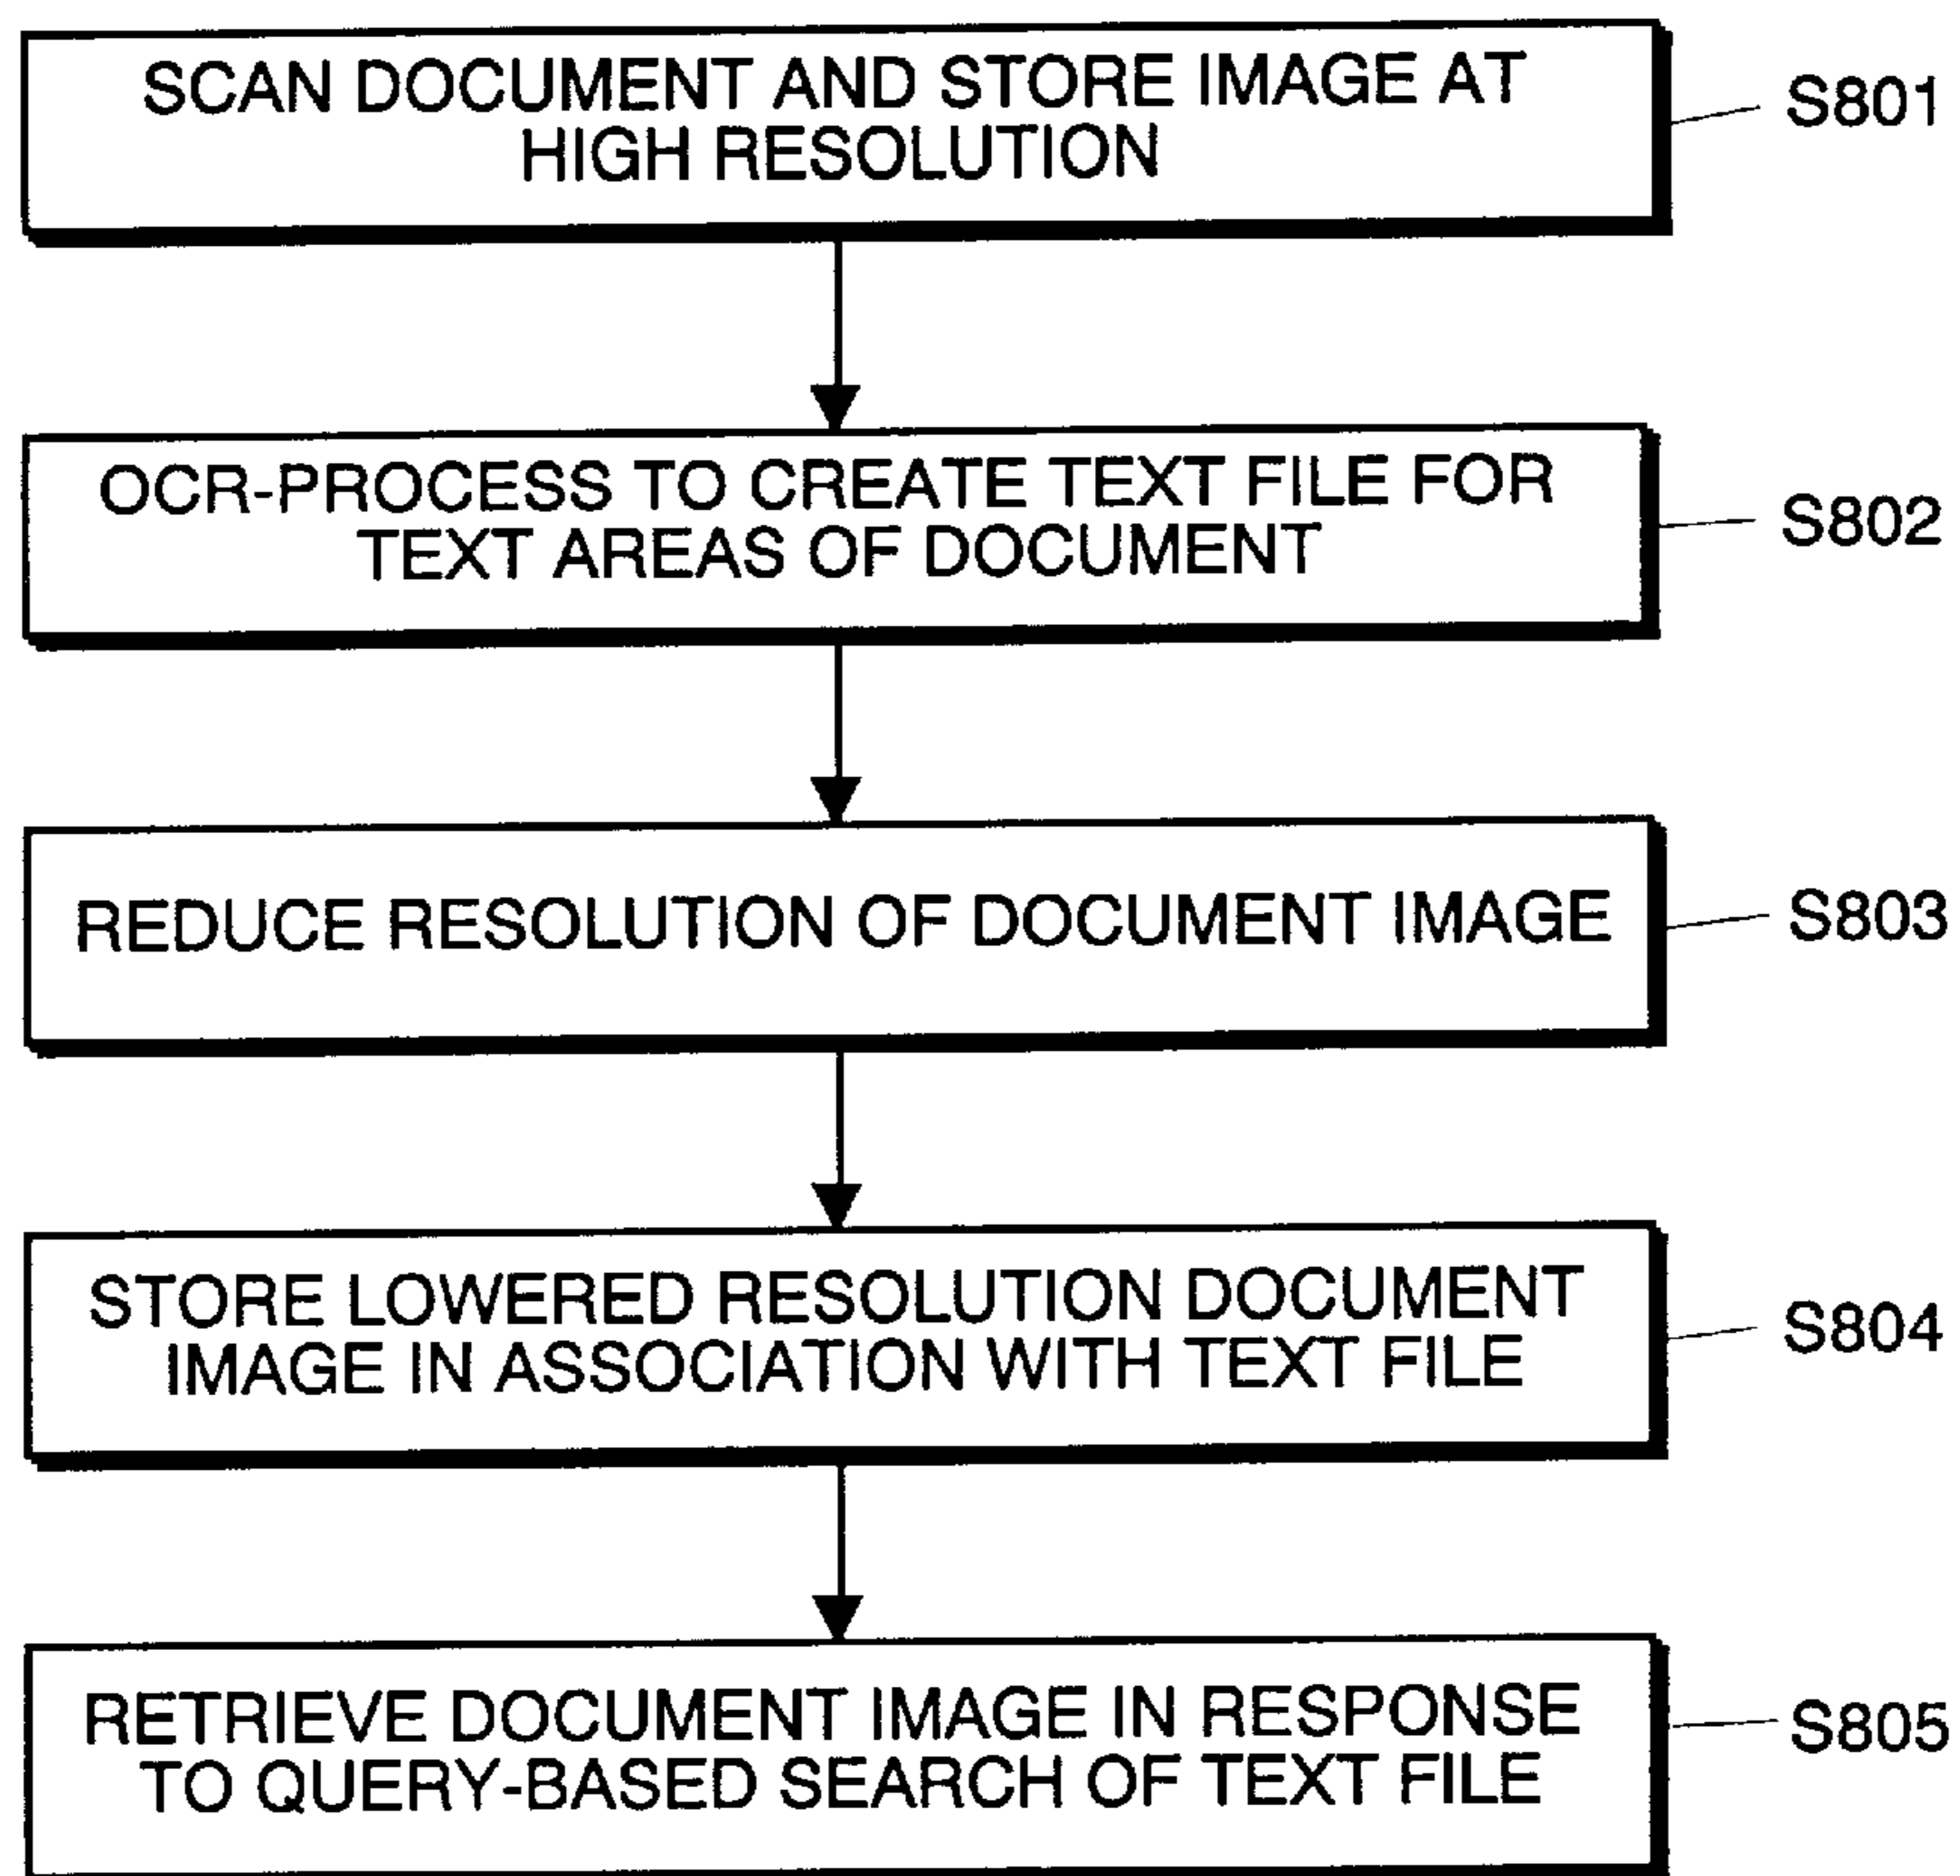 SCAN DOCUMENT AND STORE IMAGE AT
HIGH RESOLUTION
S801
OCR-PROCESS TO CREATE TEXT FILE FOR
TEXT AREAS OF DOCUMENT
S802
REDUCE RESOLUTION OF DOCUMENT IMAGE
S803
STORE LOWERED RESOLUTION DOCUMENT
IMAGE IN ASSOCIATION WITH TEXT FILE
S804
RETRIEVE DOCUMENT IMAGE IN RESPONSE
TO QUERY-BASED SEARCH OF TEXT FILE
S805